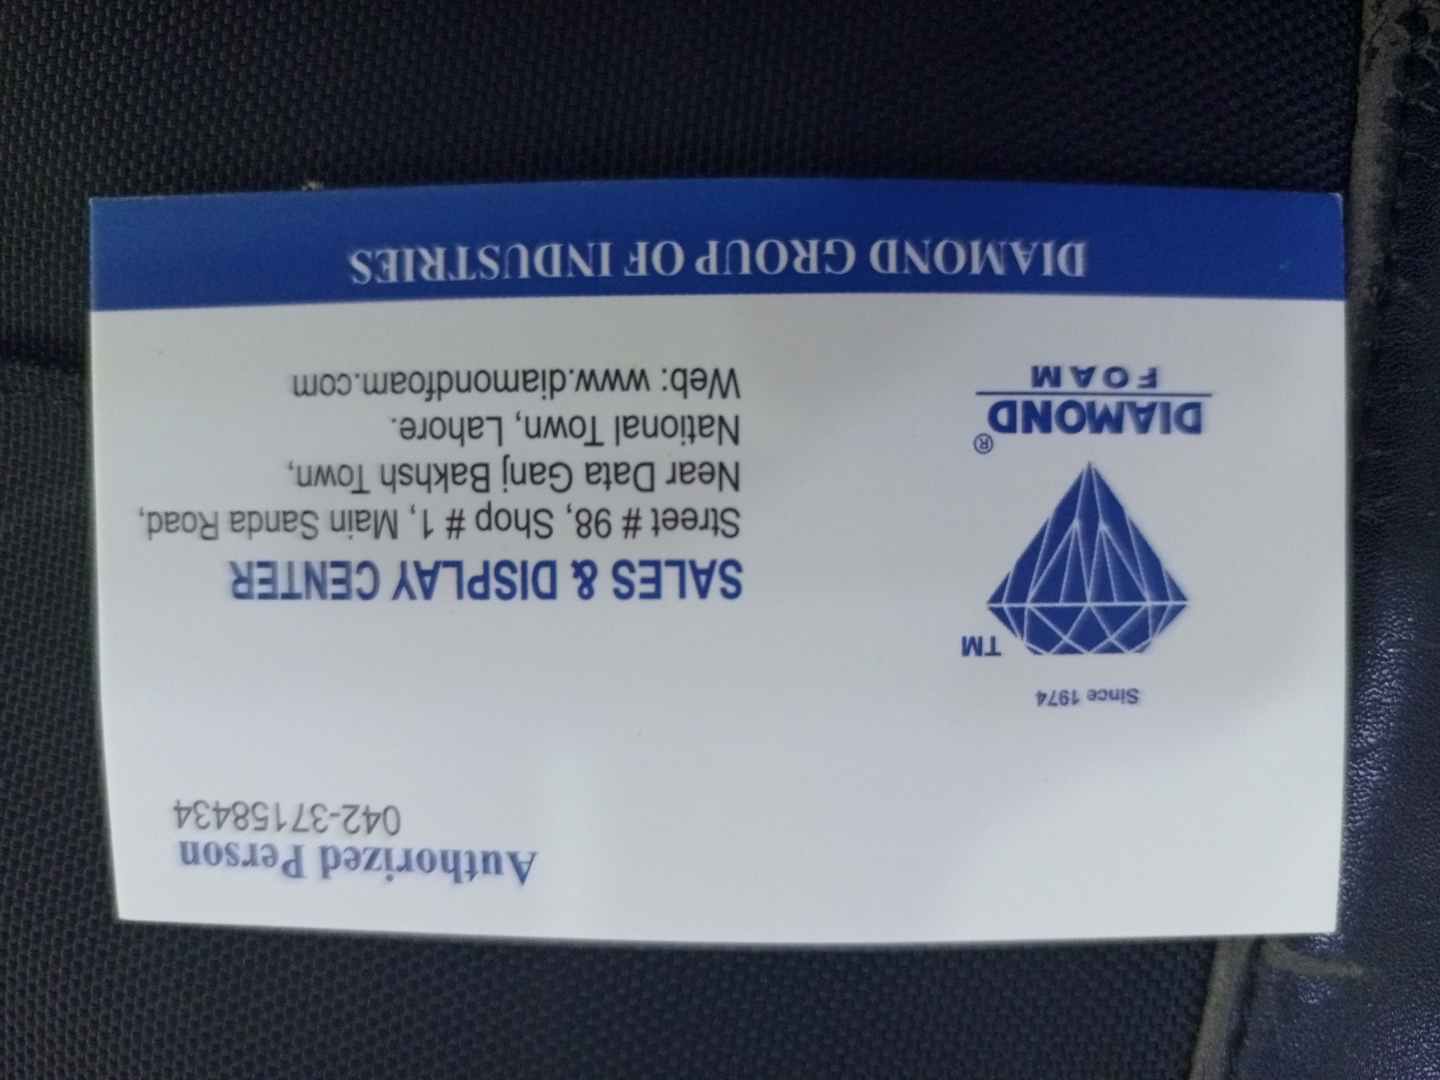 Authorized Person
042-37158434
Since 1974
TM
DIAMOND®
FOAM
SALES & DISPLAY CENTER
Street # 98, Shop # 1, Main Sanda Road,
Near Data Ganj Bakhsh Town,
National Town, Lahore.
Web: www.diamondfoam.com
DIAMOND GROUP OF INDUSTRIES